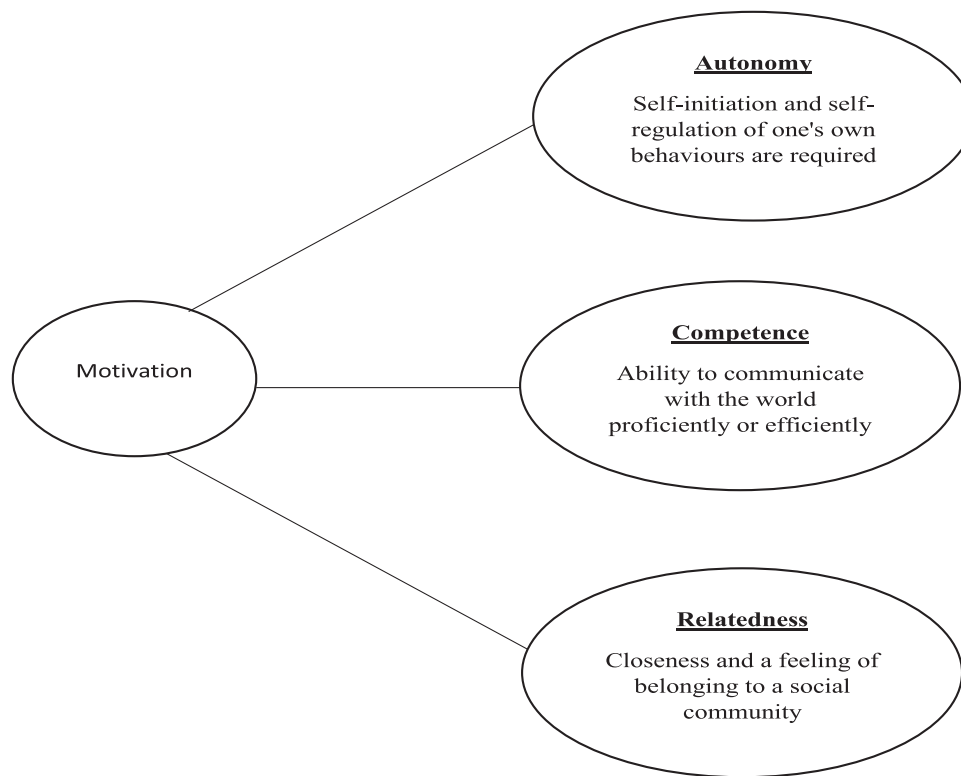 Autonomy
Self-initiation and self-
regulation of one's own
behaviours are required
Motivation
Competence
Ability to communicate
with the world
proficiently or efficiently
Relatedness
Closeness and a feeling of
belonging to a social
community